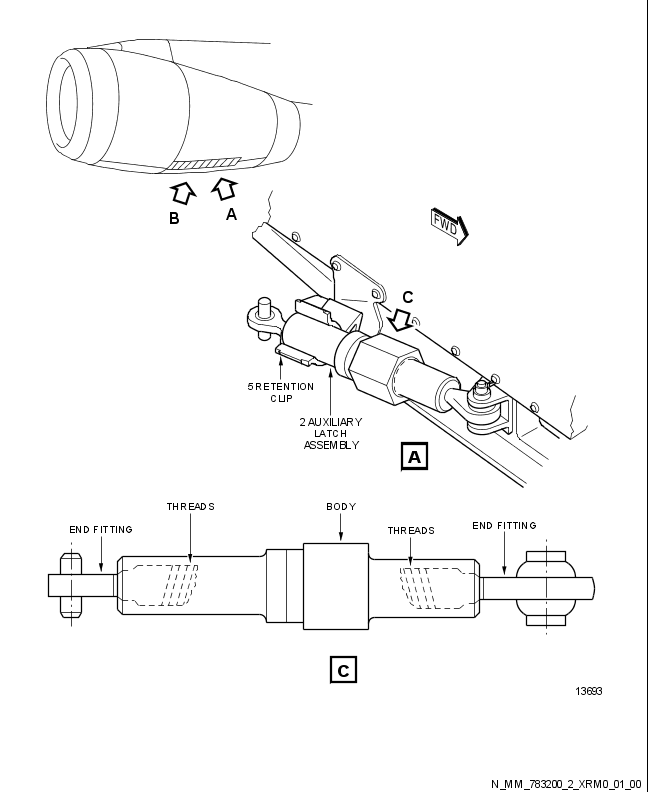 B
A
FWD
C
5 RETENTION
CLIP
2 AUXILIARY
LATCH
ASSEMBLY
A
THREADS
BODY
END FITTING
THREADS
END FITTING
C
13693
N_MM_783200_2_XRM0_01_00